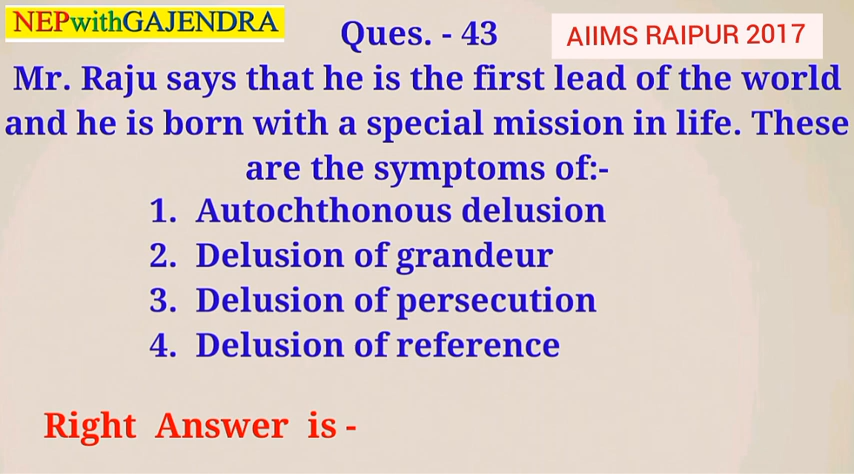 NEPwithGAJENDRA
Ques. - 43
AIIMS RAIPUR 2017
Mr. Raju says that he is the first lead of the world
and he is born with a special mission in life. These
are the symptoms of:-
1. Autochthonous delusion
2. Delusion of grandeur
3. Delusion of persecution
4. Delusion of reference
Right Answer is -